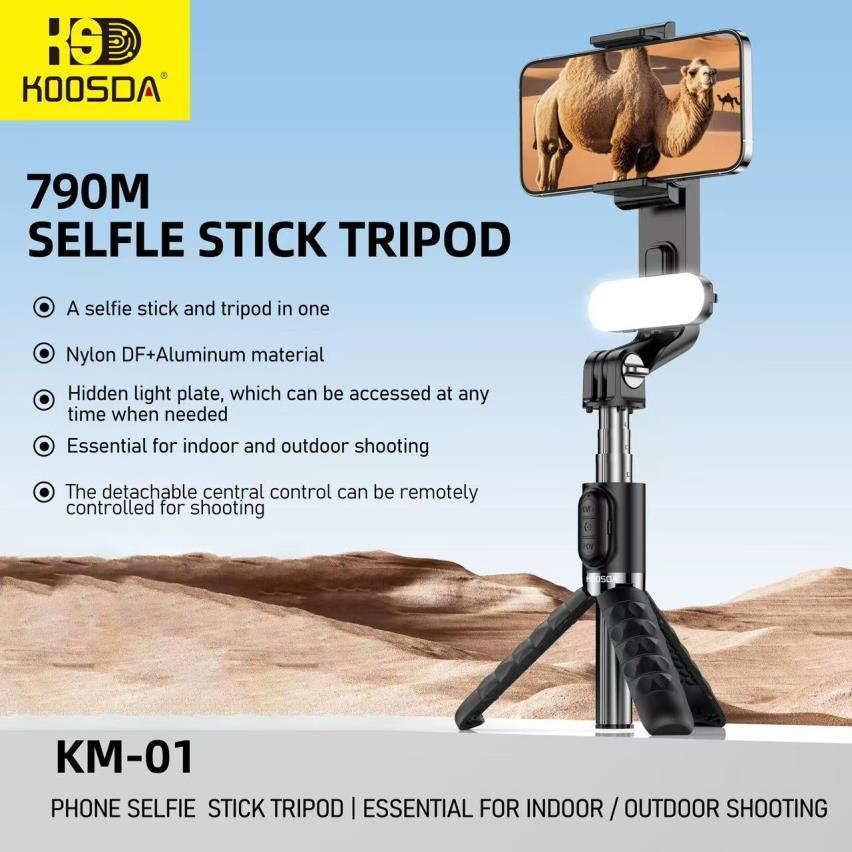 KSD
KOOSDA®
790M
SELFLE STICK TRIPOD
A selfie stick and tripod in one
Nylon DF+Aluminum material
Hidden light plate, which can be accessed at any
time when needed
Essential for indoor and outdoor shooting
The detachable central control can be remotely
controlled for shooting
KOOSDA
KM-01
PHONE SELFIE STICK TRIPOD | ESSENTIAL FOR INDOOR / OUTDOOR SHOOTING